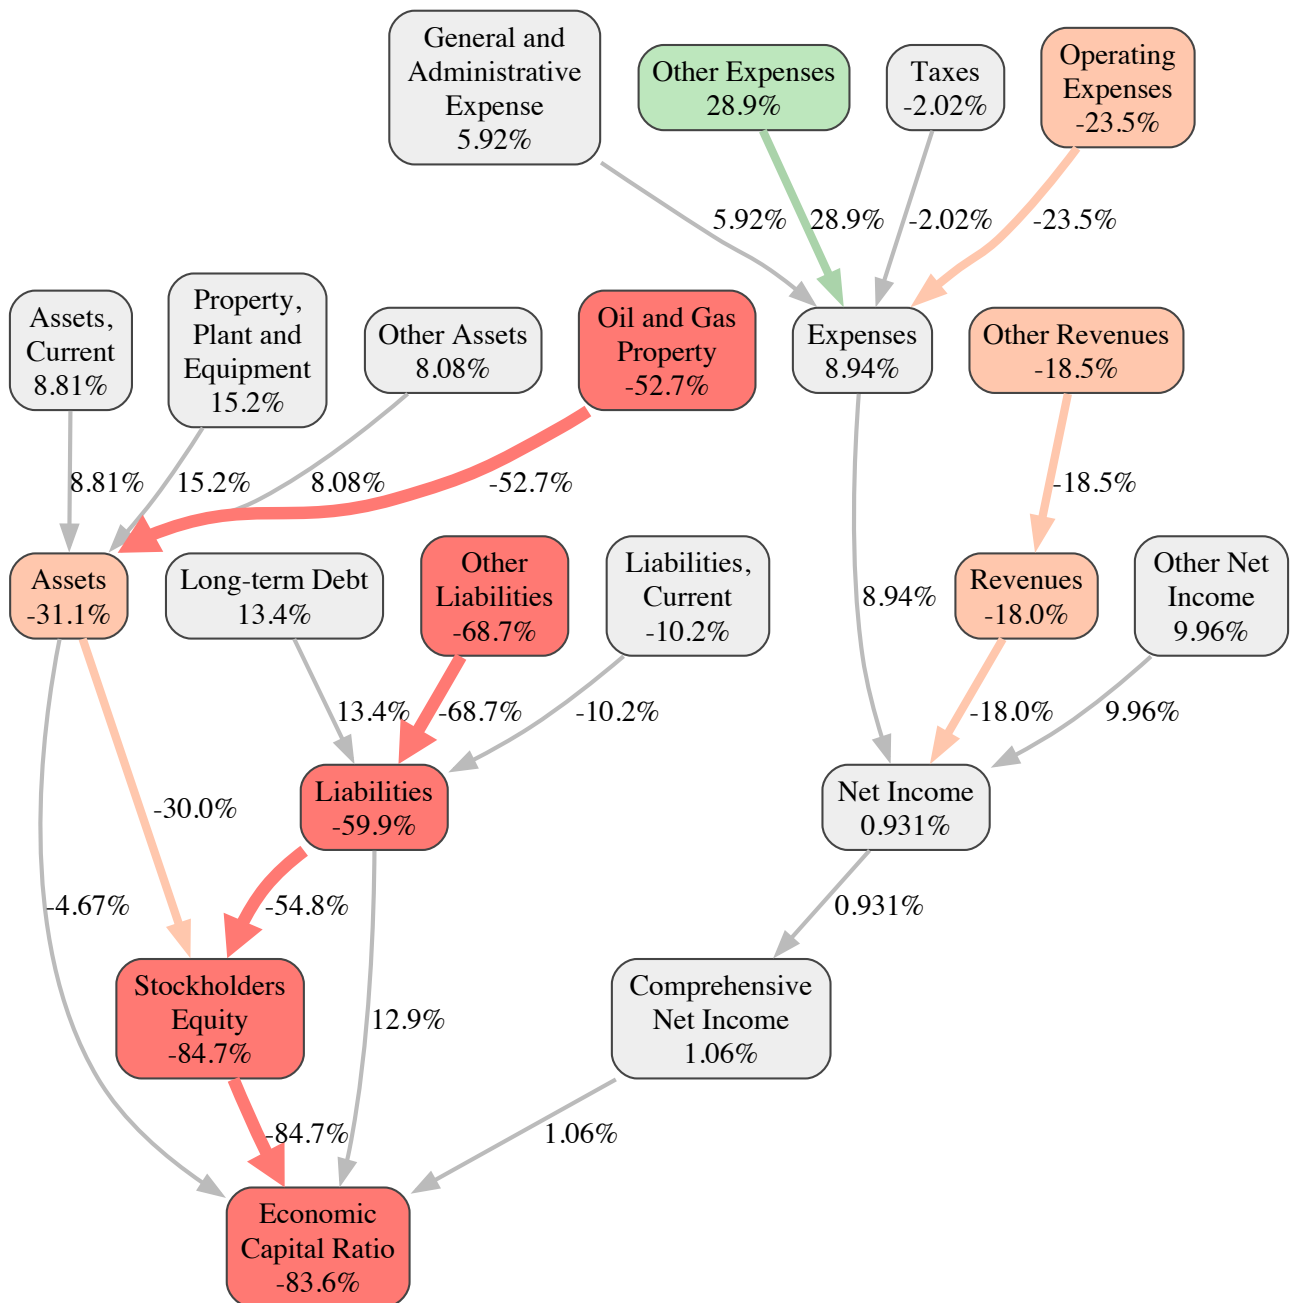 General and
Administrative
Expense
5.92%
Other Expenses
28.9%
Taxes
-2.02%
Operating
Expenses
-23.5%
5.92%
28.9%
-2.02%
-23.5%
Assets,
Current
8.81%
Property,
Plant and
Equipment
15.2%
Other Assets
8.08%
Oil and Gas
Property
-52.7%
Expenses
8.94%
Other Revenues
-18.5%
8.81%
15.2%
8.08%
-52.7%
-18.5%
Assets
-31.1%
Long-term Debt
13.4%
Other
Liabilities
-68.7%
Liabilities,
Current
-10.2%
8.94%
Revenues
-18.0%
Other Net
Income
9.96%
13.4%
-68.7%
-10.2%
-18.0%
9.96%
-30.0%
Liabilities
-59.9%
Net Income
0.931%
-4.67%
-54.8%
0.931%
Stockholders
Equity
-84.7%
12.9%
Comprehensive
Net Income
1.06%
-84.7%
1.06%
Economic
Capital Ratio
-83.6%